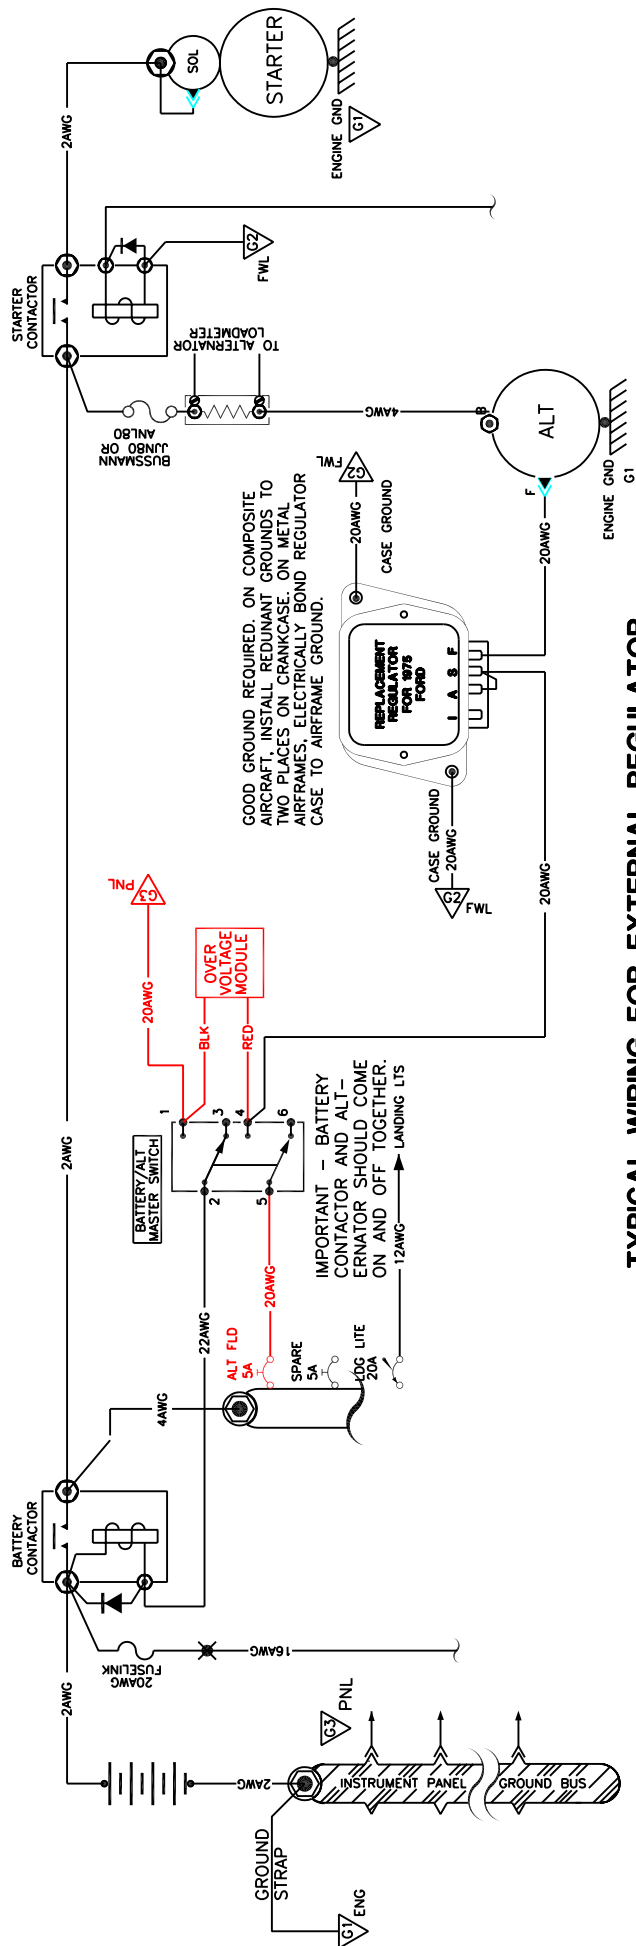 2AWG
SOL
STARTER
ENGINE GND
G1
STARTER
CONTACTOR
G2
FWL
TO ALTERNATOR
LOADMETER
BUSSMANN
JJN80 OR
ANL80
4AWG
B
ALT
F
ENGINE GND
G1
20AWG
G2
FWL
20AWG
CASE GROUND
GOOD GROUND REQUIRED. ON COMPOSITE
AIRCRAFT, INSTALL REDUNANT GROUNDS TO
TWO PLACES ON CRANKCASE. ON METAL
AIRFRAMES, ELECTRICALLY BOND REGULATOR
CASE TO AIRFRAME GROUND.
REPLACEMENT
REGULATOR
FOR 1975
FORD
I A S F
CASE GROUND
20AWG
G2
FWL
20AWG
2AWG
G3
PNL
20AWG
OVER
VOLTAGE
MODULE
BLK
RED
BATTERY/ALT
MASTER SWITCH
1
3
4
6
2
5
IMPORTANT – BATTERY
CONTACTOR AND ALT–
ERNATOR SHOULD COME
ON AND OFF TOGETHER.
LANDING LTS
12AWG
20AWG
22AWG
ALT FLD
5A
SPARE
5A
LDG LITE
20A
4AWG
BATTERY
CONTACTOR
20AWG
FUSELINK
16AWG
2AWG
2AWG
G3
PNL
INSTRUMENT PANEL
GROUND BUS
GROUND
STRAP
G1
ENG
TYPICAL WIRING FOR EXTERNAL REGULATOR